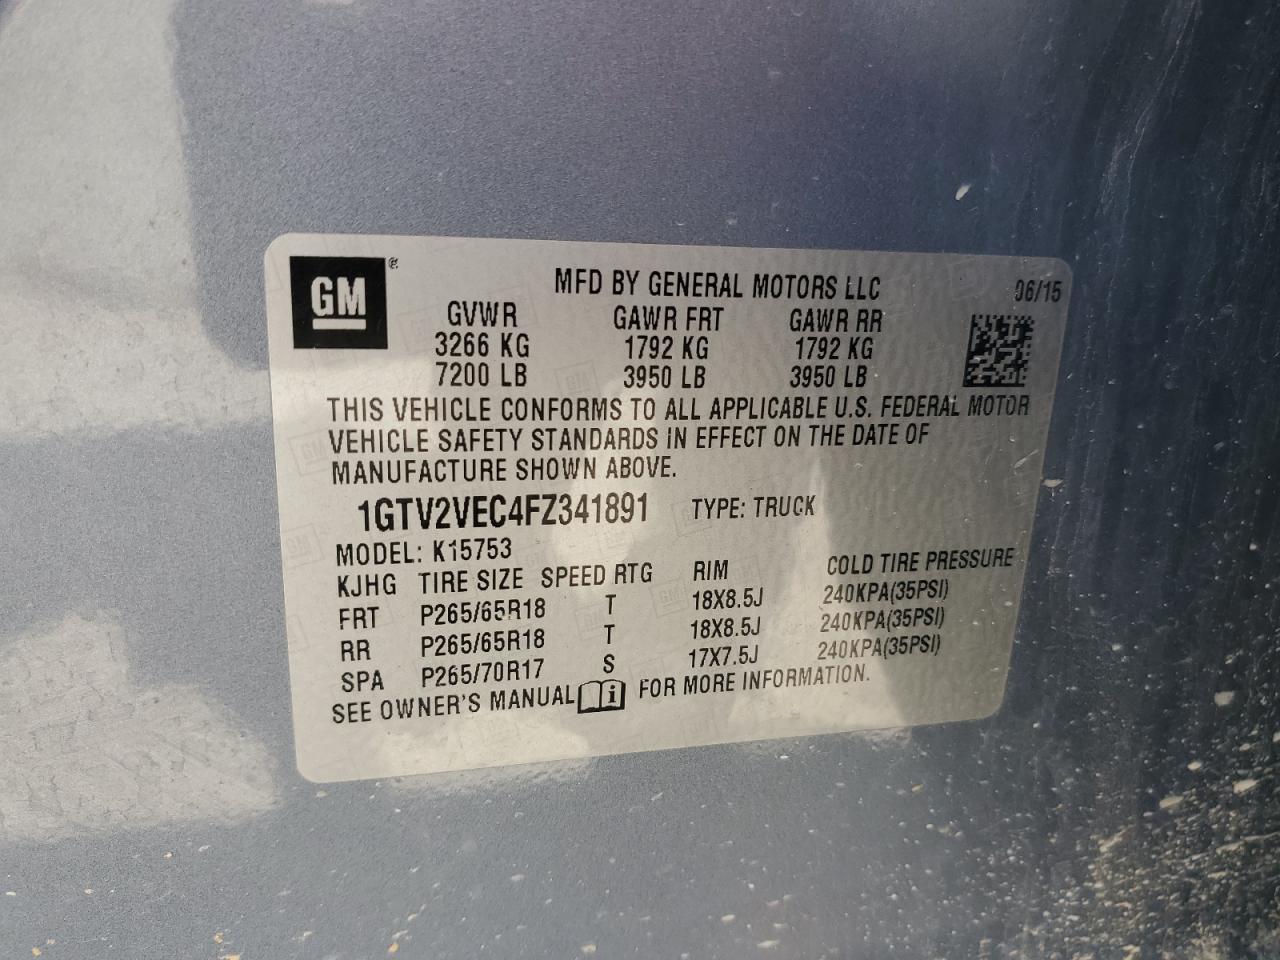 GM
MFD BY GENERAL MOTORS LLC 06/15
GVWR GAWR FRT GAWR RR
3266 KG 1792 KG 1792 KG
7200 LB 3950 LB 3950 LB
THIS VEHICLE CONFORMS TO ALL APPLICABLE U.S. FEDERAL MOTOR
VEHICLE SAFETY STANDARDS IN EFFECT ON THE DATE OF
MANUFACTURE SHOWN ABOVE.
1GTV2VEC4FZ341891 TYPE: TRUCK
MODEL: K15753
KJHG TIRE SIZE SPEED RTG RIM COLD TIRE PRESSURE
FRT P265/65R18 T 18X8.5J 240KPA(35PSI)
RR P265/65R18 T 18X8.5J 240KPA(35PSI)
SPA P265/70R17 S 17X7.5J 240KPA(35PSI)
SEE OWNER'S MANUAL i FOR MORE INFORMATION.